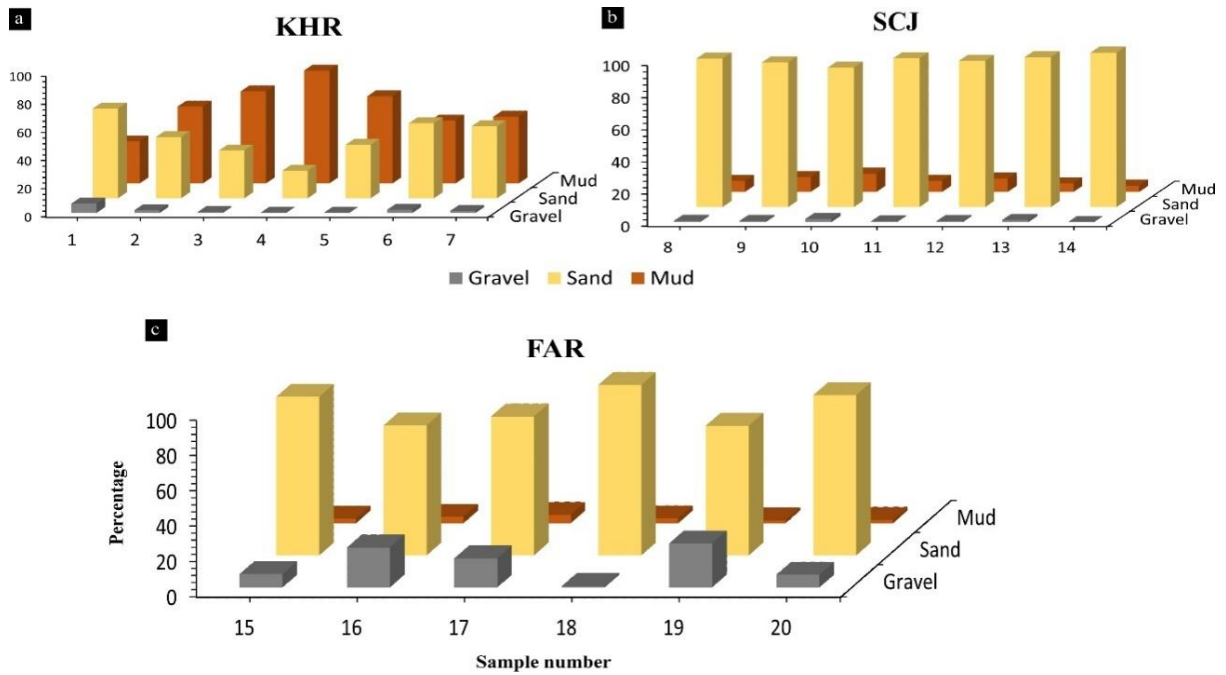 a
KHR
100
80
60
40
20
0
1 2 3 4 5 6 7
Mud
Sand
Gravel
b
SCJ
100
80
60
40
20
0
8 9 10 11 12 13 14
Mud
Sand
Gravel
Gravel Sand Mud
c
FAR
Percentage
100
80
60
40
20
0
15 16 17 18 19 20
Mud
Sand
Gravel
Sample number